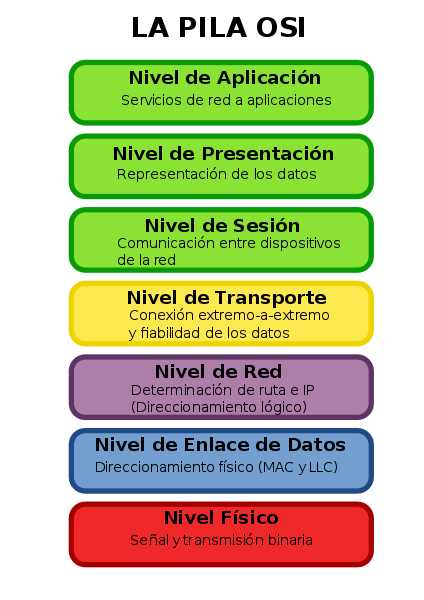 LA PILA OSI
Nivel de Aplicación
Servicios de red a aplicaciones
Nivel de Presentación
Representación de los datos
Nivel de Sesión
Comunicación entre dispositivos
de la red
Nivel de Transporte
Conexión extremo-a-extremo
y fiabilidad de los datos
Nivel de Red
Determinación de ruta e IP
(Direccionamiento lógico)
Nivel de Enlace de Datos
Direccionamiento físico (MAC y LLC)
Nivel Físico
Señal y transmisión binaria